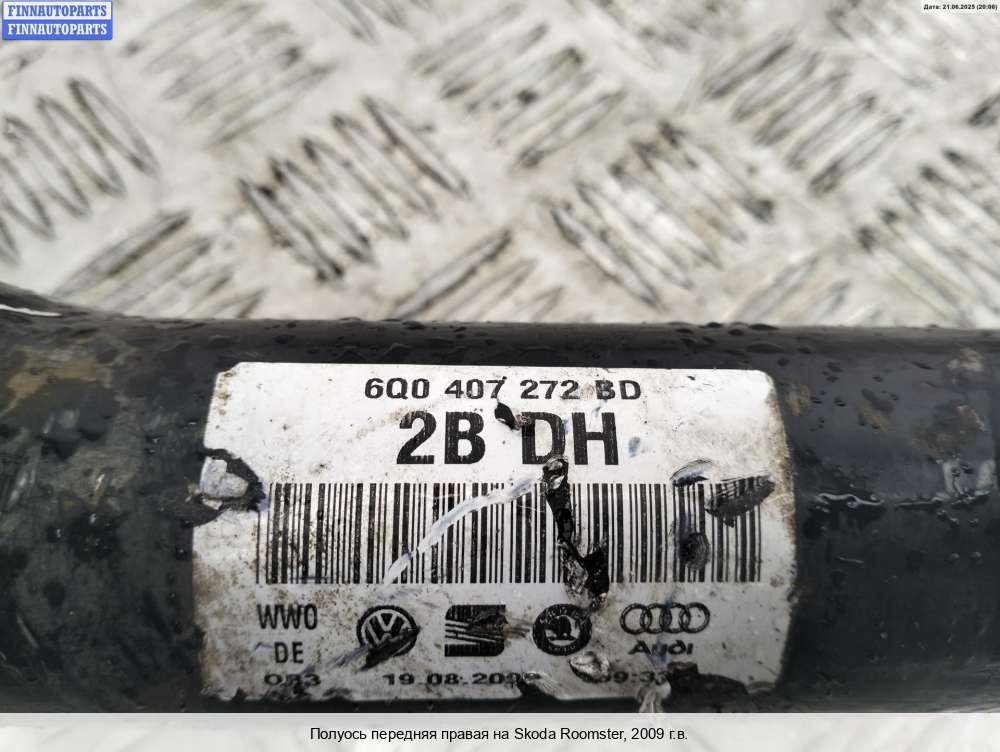 FINNAUTOPARTS
FINNAUTOPARTS
Дата: 21.06.2025 (20:06)
6Q0 407 272 BD
2B DH
WW0
DE
Audi
Полуось передняя правая на Skoda Roomster, 2009 г.в.